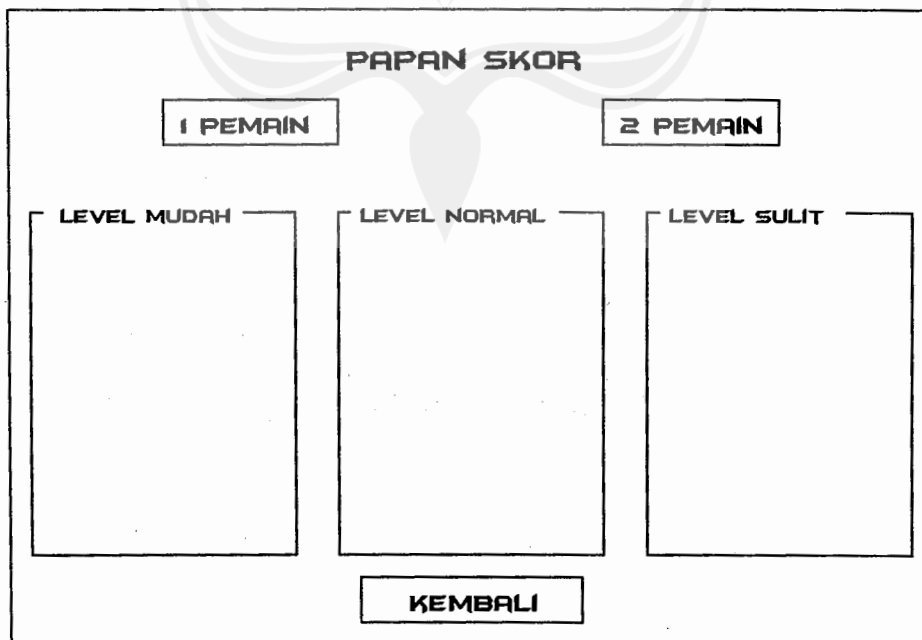 PAPAN SKOR
1 PEMAIN 2 PEMAIN
LEVEL MUDAH LEVEL NORMAL LEVEL SULIT
KEMBALI